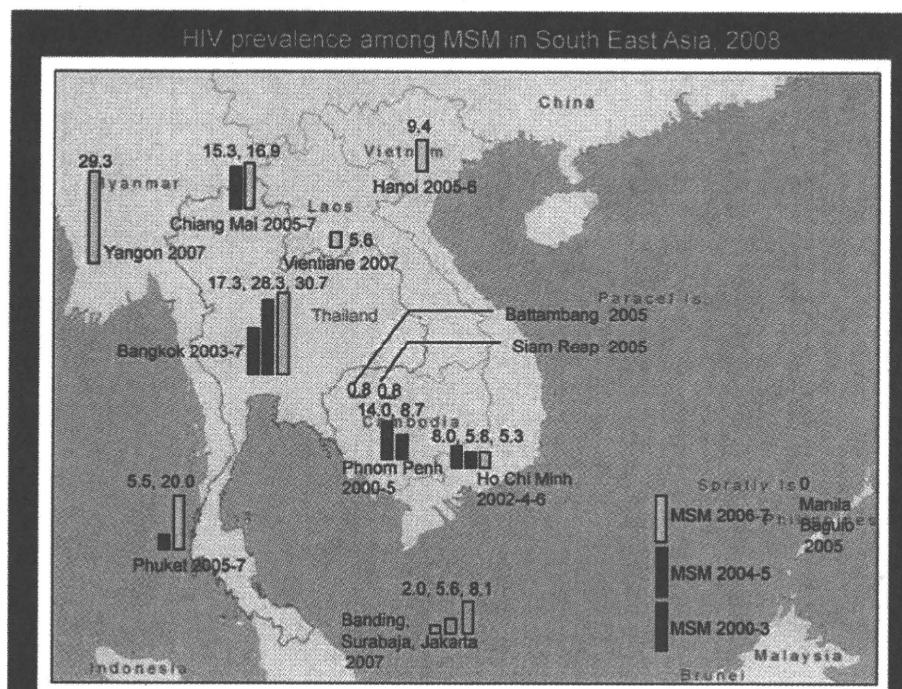 HIV prevalence among MSM in South East Asia, 2008
China
9.4
Vietnam
Hanoi 2005-6
15.3, 16.9
Chiang Mai 2005-7
29.3
Myanmar
Yangon 2007
Laos
5.6
Vientiane 2007
17.3, 28.3, 30.7
Bangkok 2003-7
Thailand
Paracel Is.
Battambang 2005
Siam Reap 2005
0.8 0.8
14.0, 8.7
Cambodia
Phnom Penh
2000-5
8.0, 5.8, 5.3
Ho Chi Minh
2002-4-6
5.5, 20.0
Phuket 2005-7
2.0, 5.6, 8.1
Banding,
Surabaja, Jakarta
2007
Spratly Is
0
Manila
Philippines
Baguio
2005
MSM 2006-7
MSM 2004-5
MSM 2000-3
Indonesia
Malaysia
Brunei